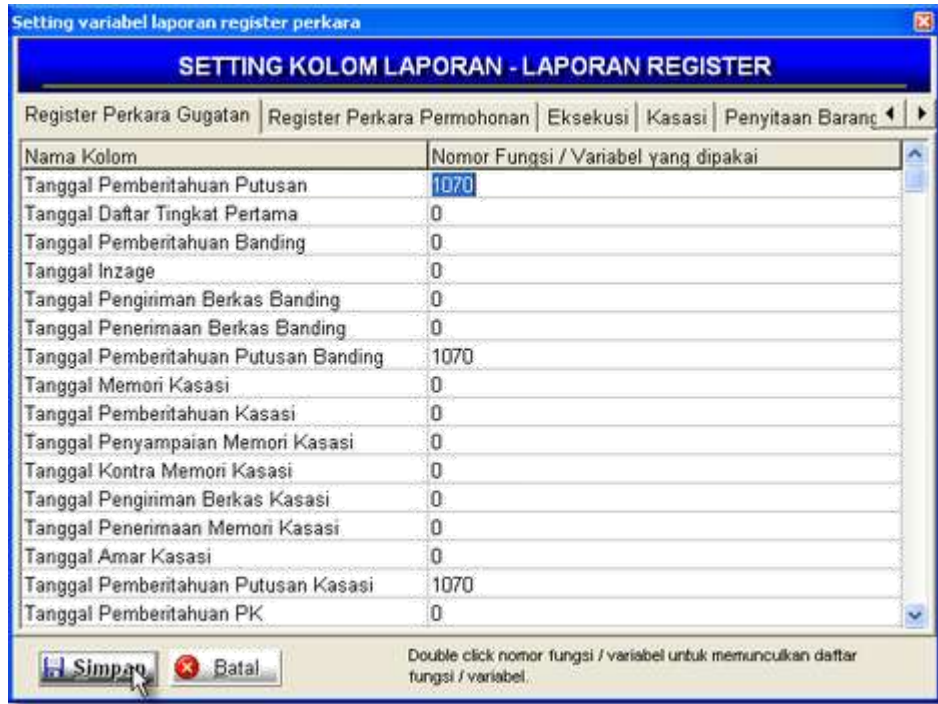 Setting variabel laporan register perkara
SETTING KOLOM LAPORAN - LAPORAN REGISTER
Register Perkara Gugatan Register Perkara Permohonan Eksekusi Kasasi Penyitaan Barang
Nama Kolom Nomor Fungsi / Variabel yang dipakai
Tanggal Pemberitahuan Putusan 1070
Tanggal Daftar Tingkat Pertama 0
Tanggal Pemberitahuan Banding 0
Tanggal Inzage 0
Tanggal Pengiriman Berkas Banding 0
Tanggal Penerimaan Berkas Banding 0
Tanggal Pemberitahuan Putusan Banding 1070
Tanggal Memori Kasasi 0
Tanggal Pemberitahuan Kasasi 0
Tanggal Penyampaian Memori Kasasi 0
Tanggal Kontra Memori Kasasi 0
Tanggal Pengiriman Berkas Kasasi 0
Tanggal Penerimaan Memori Kasasi 0
Tanggal Amar Kasasi 0
Tanggal Pemberitahuan Putusan Kasasi 1070
Tanggal Pemberitahuan PK 0
Simpan Batal Double click nomor fungsi / variabel untuk memunculkan daftar
fungsi / variabel.